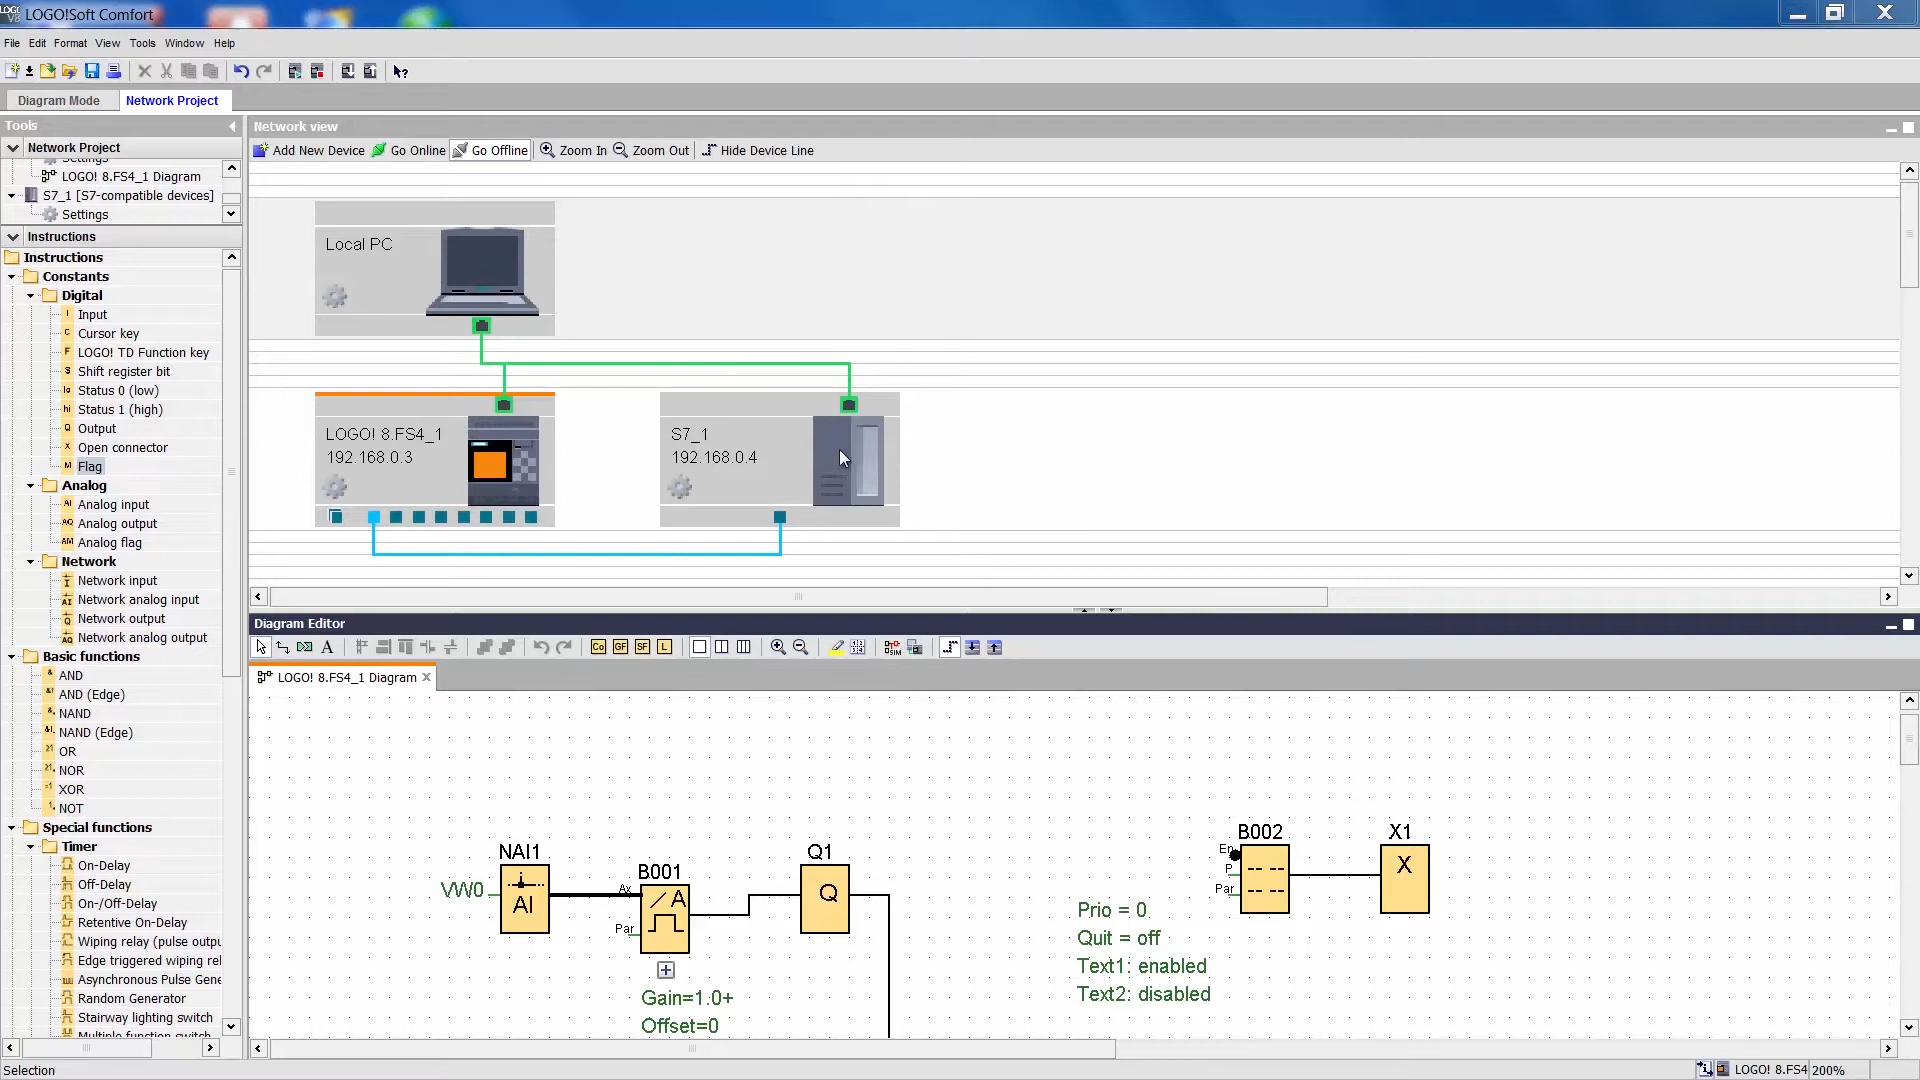 LOGO!Soft Comfort
File Edit Format View Tools Window Help
Diagram Mode Network Project
Tools
Network Project
Settings
LOGO! 8.FS4_1 Diagram
S7_1 [S7-compatible devices]
Settings
Instructions
Instructions
Constants
Digital
Input
Cursor key
LOGO! TD Function key
Shift register bit
Status 0 (low)
Status 1 (high)
Output
Open connector
Flag
Analog
Analog input
Analog output
Analog flag
Network
Network input
Network analog input
Network output
Network analog output
Basic functions
AND
AND (Edge)
NAND
NAND (Edge)
OR
NOR
XOR
NOT
Special functions
Timer
On-Delay
Off-Delay
On-/Off-Delay
Retentive On-Delay
Wiping relay (pulse outpu
Edge triggered wiping rel
Asynchronous Pulse Gene
Random Generator
Stairway lighting switch
Multiple function switch
Network view
Add New Device Go Online Go Offline Zoom In Zoom Out Hide Device Line
Local PC
LOGO! 8.FS4_1
192.168.0.3
S7_1
192.168.0.4
Diagram Editor
A Co GF SF L
LOGO! 8.FS4_1 Diagram
NAI1
VW0
AI
B001
Ax
A
Par
Gain=1.0+
Offset=0
Q1
Q
B002
En
P
Par
Prio = 0
Quit = off
Text1: enabled
Text2: disabled
X1
X
Selection
LOGO! 8.FS4 200%